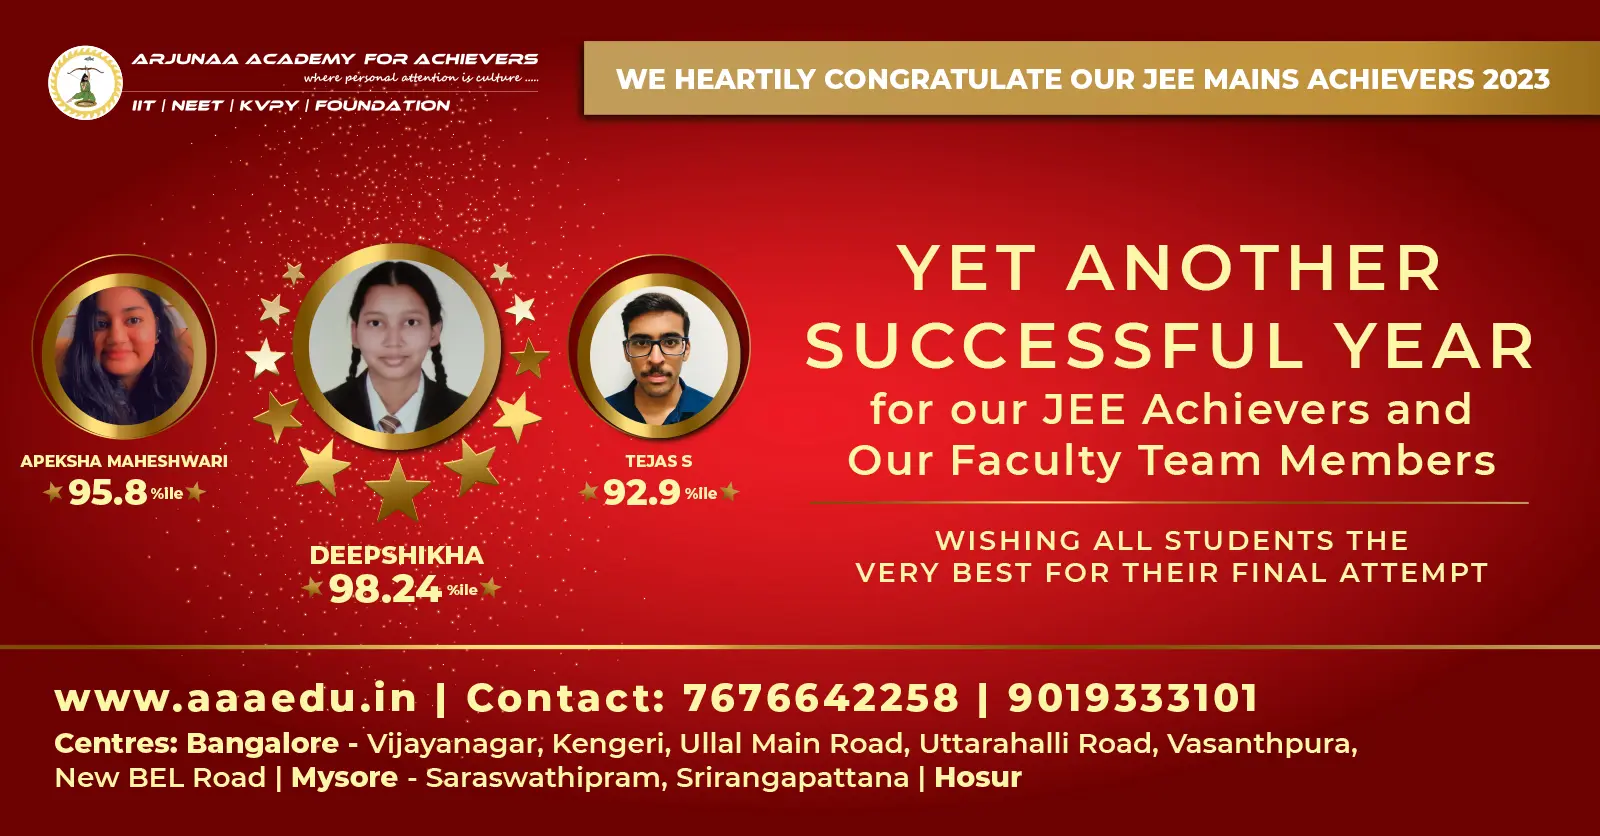 ARJUNAA ACADEMY FOR ACHIEVERS
where personal attention is culture .....
IIT | NEET | KVPY | FOUNDATION
WE HEARTILY CONGRATULATE OUR JEE MAINS ACHIEVERS 2023
APEKSHA MAHESHWARI
95.8 %ile
DEEPSHIKHA
98.24 %ile
TEJAS S
92.9 %ile
YET ANOTHER
SUCCESSFUL YEAR
for our JEE Achievers and
Our Faculty Team Members
WISHING ALL STUDENTS THE
VERY BEST FOR THEIR FINAL ATTEMPT
www.aaaedu.in | Contact: 7676642258 | 9019333101
Centres: Bangalore - Vijayanagar, Kengeri, Ullal Main Road, Uttarahalli Road, Vasanthpura,
New BEL Road | Mysore - Saraswathipram, Srirangapattana | Hosur